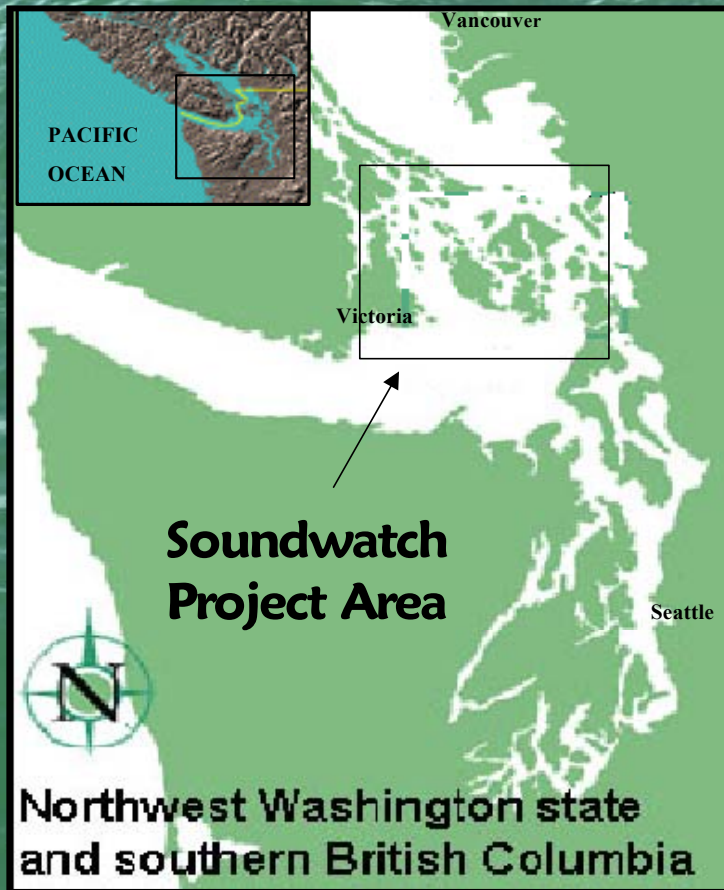 Vancouver
PACIFIC
OCEAN
Victoria
Soundwatch
Project Area
Seattle
N
Northwest Washington state
and southern British Columbia